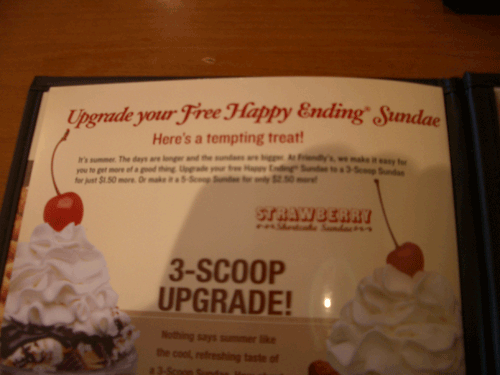 Upgrade your Free Happy Ending® Sundae
Here's a tempting treat!
It's summer. The days are longer and the sundaes are bigger. At Friendly's, we make it easy for
you to get more of a good thing. Upgrade your free Happy Ending® Sundae to a 3-Scoop Sundae
for just $1.50 more. Or make it a 5-Scoop Sundae for only $2.50 more!
STRAWBERRY
Shortcake Sundae
3-SCOOP
UPGRADE!
Nothing says summer like
the cool, refreshing taste of
a 3-Scoop Sundae.